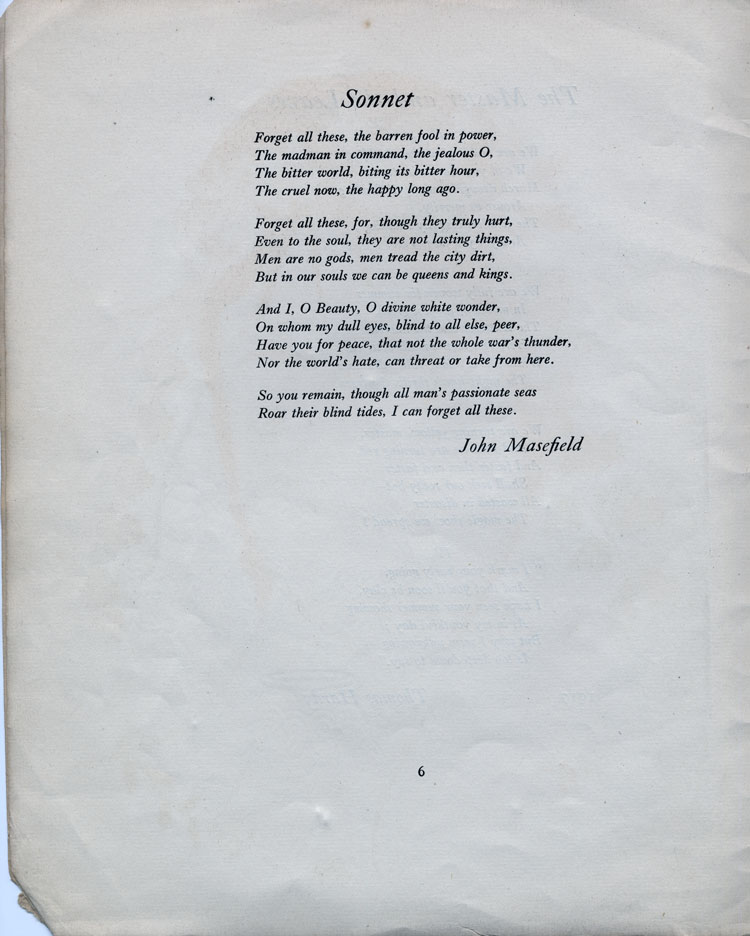 Sonnet
Forget all these, the barren fool in power,
The madman in command, the jealous O,
The bitter world, biting its bitter hour,
The cruel now, the happy long ago.
Forget all these, for, though they truly hurt,
Even to the soul, they are not lasting things,
Men are no gods, men tread the city dirt,
But in our souls we can be queens and kings.
And I, O Beauty, O divine white wonder,
On whom my dull eyes, blind to all else, peer,
Have you for peace, that not the whole war's thunder,
Nor the world's hate, can threat or take from here.
So you remain, though all man's passionate seas
Roar their blind tides, I can forget all these.
John Masefield
6